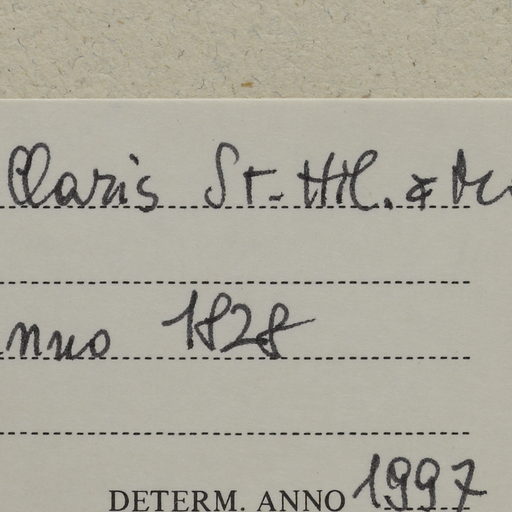 llaris St-Hil. &
nno 1828
DETERM. ANNO 1997